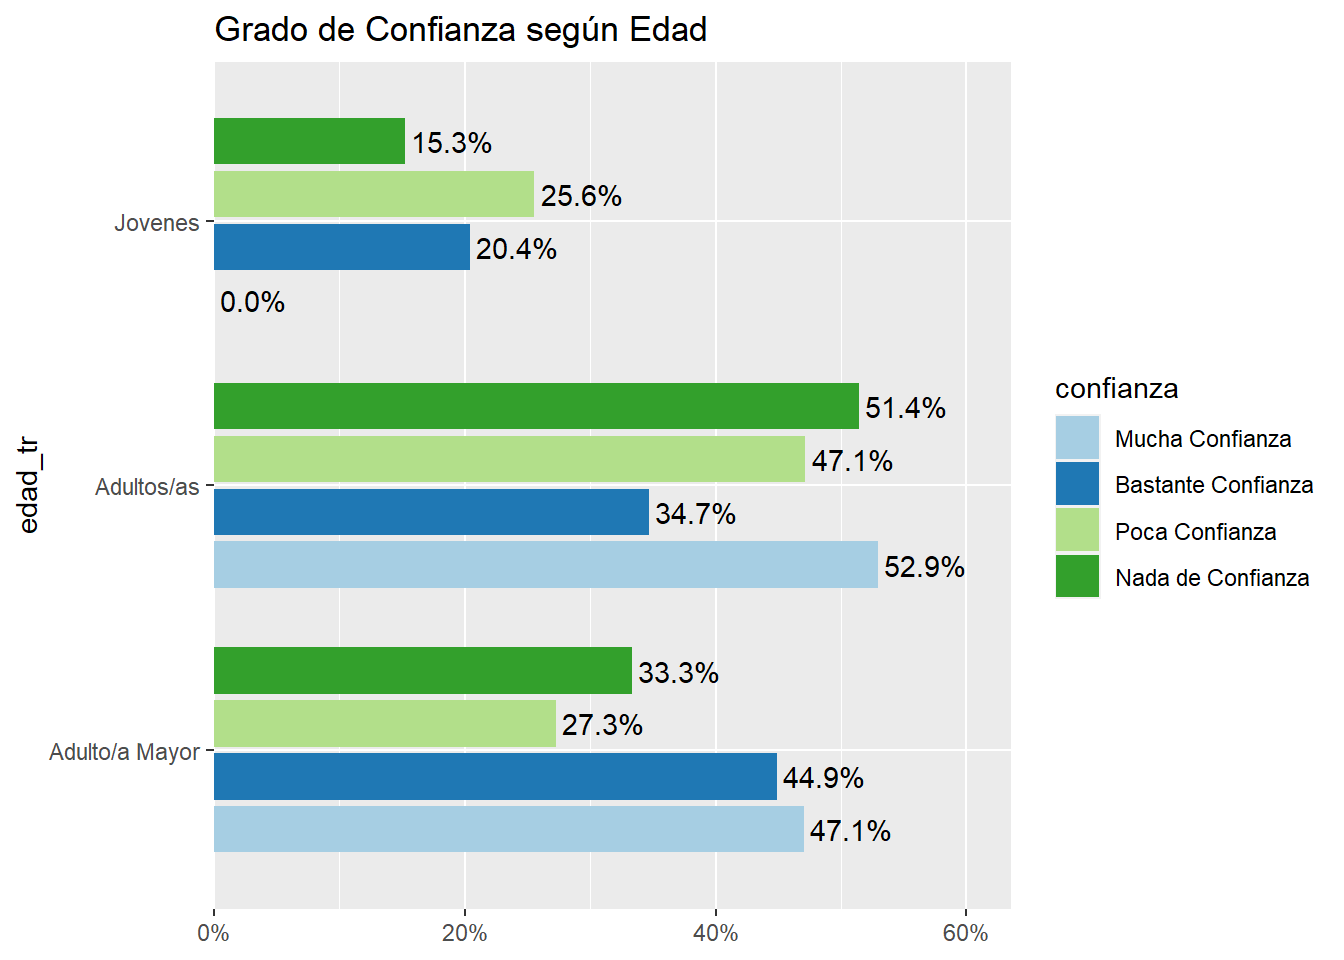 Grado de Confianza según Edad
edad_tr
Jovenes
15.3%
25.6%
20.4%
0.0%
Adultos/as
51.4%
47.1%
34.7%
52.9%
Adulto/a Mayor
33.3%
27.3%
44.9%
47.1%
0%
20%
40%
60%
confianza
Mucha Confianza
Bastante Confianza
Poca Confianza
Nada de Confianza